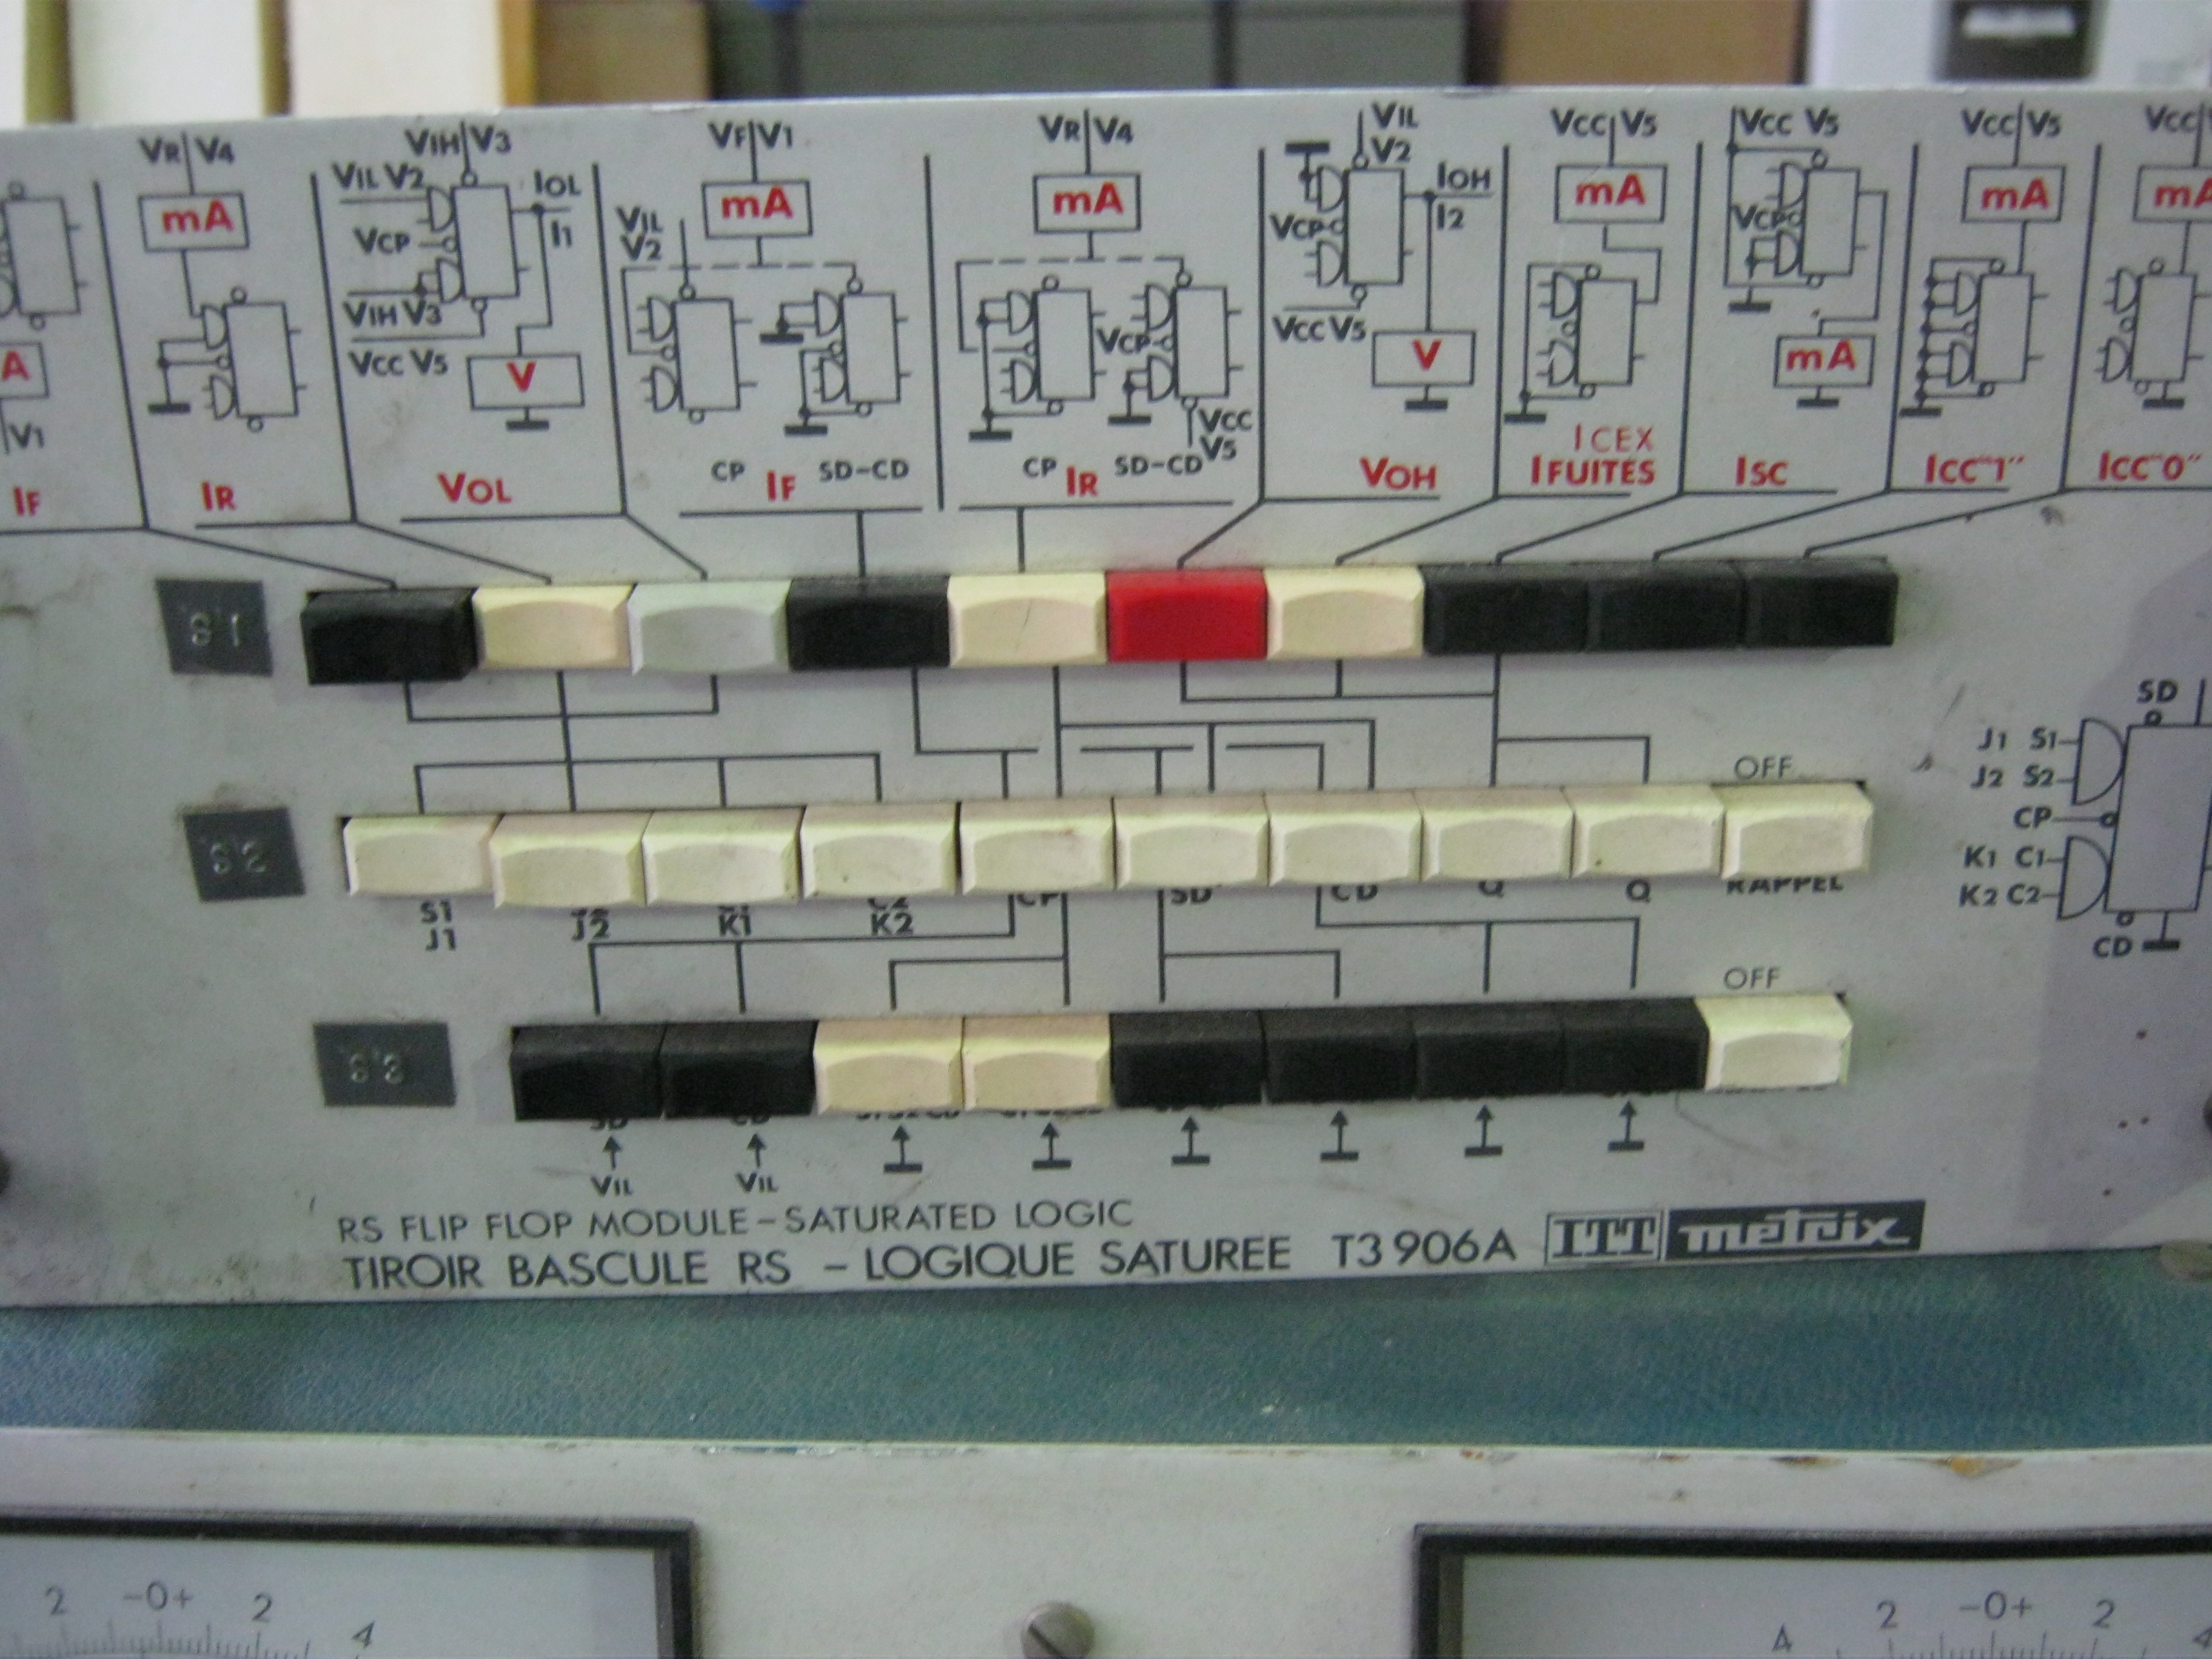 VR V4
VIH V3
VF V1
VR V4
VIL
V2
VCC V5
VCC V5
VCC V5
VCC
VIL V2
IOL
I1
VCP
VIH V3
VCC V5
mA
V
VIL
V2
mA
mA
VCP
VCC
V5
IOH
I2
VCP
VCC V5
V
mA
VCP
mA
mA
mA
A
V1
CP
SD-CD
CP
SD-CD
ICEX
IF
IR
VOL
IF
IR
VOH
IFUITES
ISC
ICC"1"
ICC"0"
S1
OFF
S2
S1
J1
J2
K1
C2
K2
CP
SD
CD
Q
Q
RAPPEL
SD
J1 S1
J2 S2
CP
K1 C1
K2 C2
CD
OFF
S3
SD
CD
VIL
VIL
RS FLIP FLOP MODULE-SATURATED LOGIC
TIROIR BASCULE RS - LOGIQUE SATUREE T3906A ITT metrix
2 -0+ 2 4
4 2 -0+ 2 4